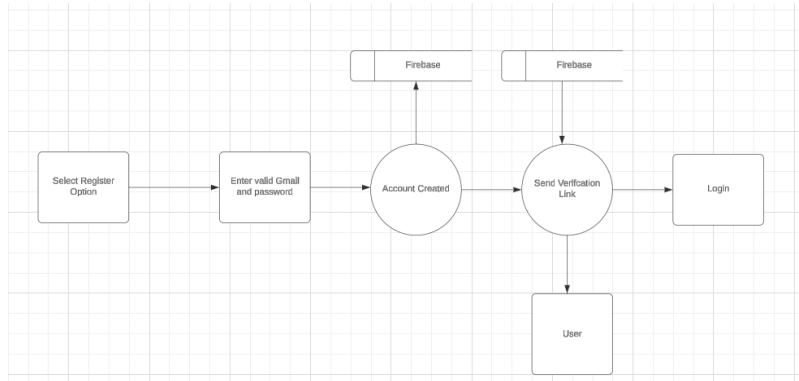 Firebase
Firebase
Select Register
Option
Enter valid Gmail
and password
Account Created
Send Verifcation
Link
Login
User